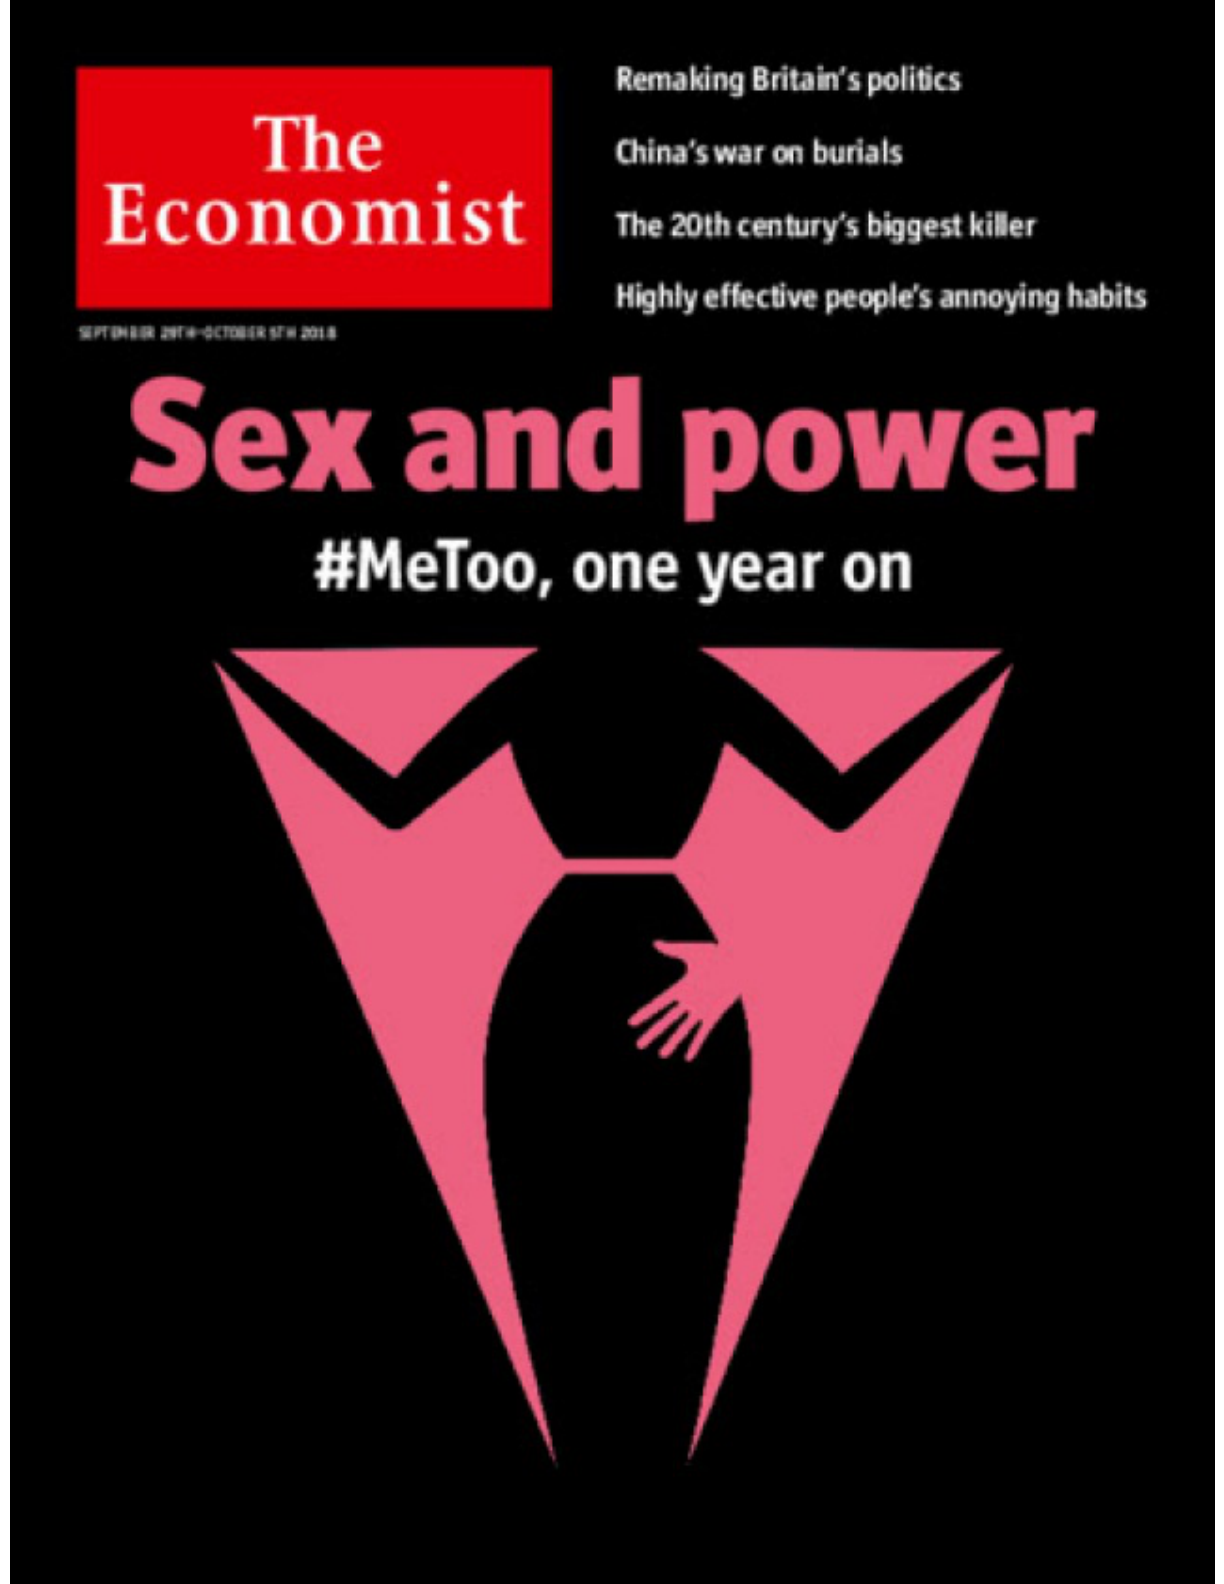 The
Economist
SEPTEMBER 29TH-OCTOBER 5TH 2018
Remaking Britain's politics
China's war on burials
The 20th century's biggest killer
Highly effective people's annoying habits
Sex and power
#MeToo, one year on